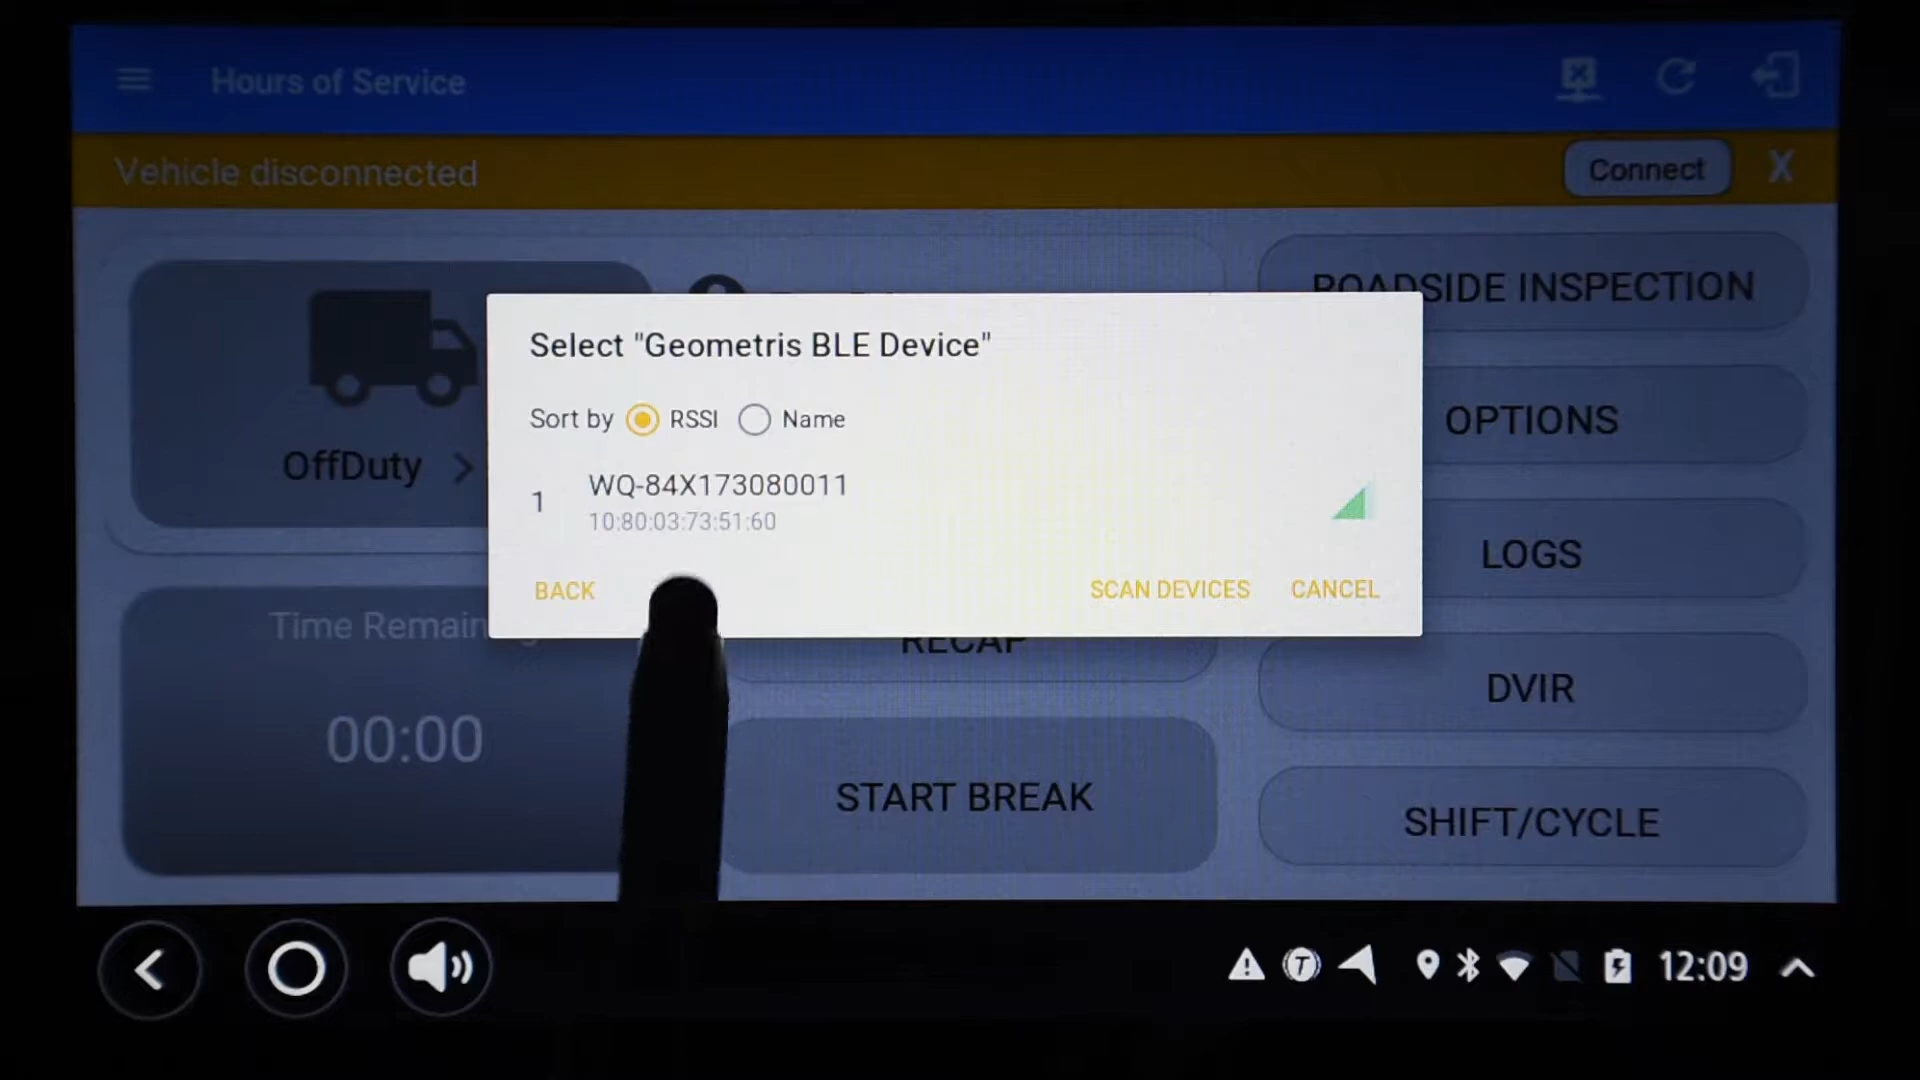 Hours of Service
Vehicle disconnected
Connect X
ROADSIDE INSPECTION
Select "Geometris BLE Device"
Sort by RSSI Name
OPTIONS
OffDuty >
1 WQ-84X173080011
10:80:03:73:51:60
LOGS
BACK SCAN DEVICES CANCEL
Time Remain
RECAP
DVIR
00:00
START BREAK
SHIFT/CYCLE
12:09